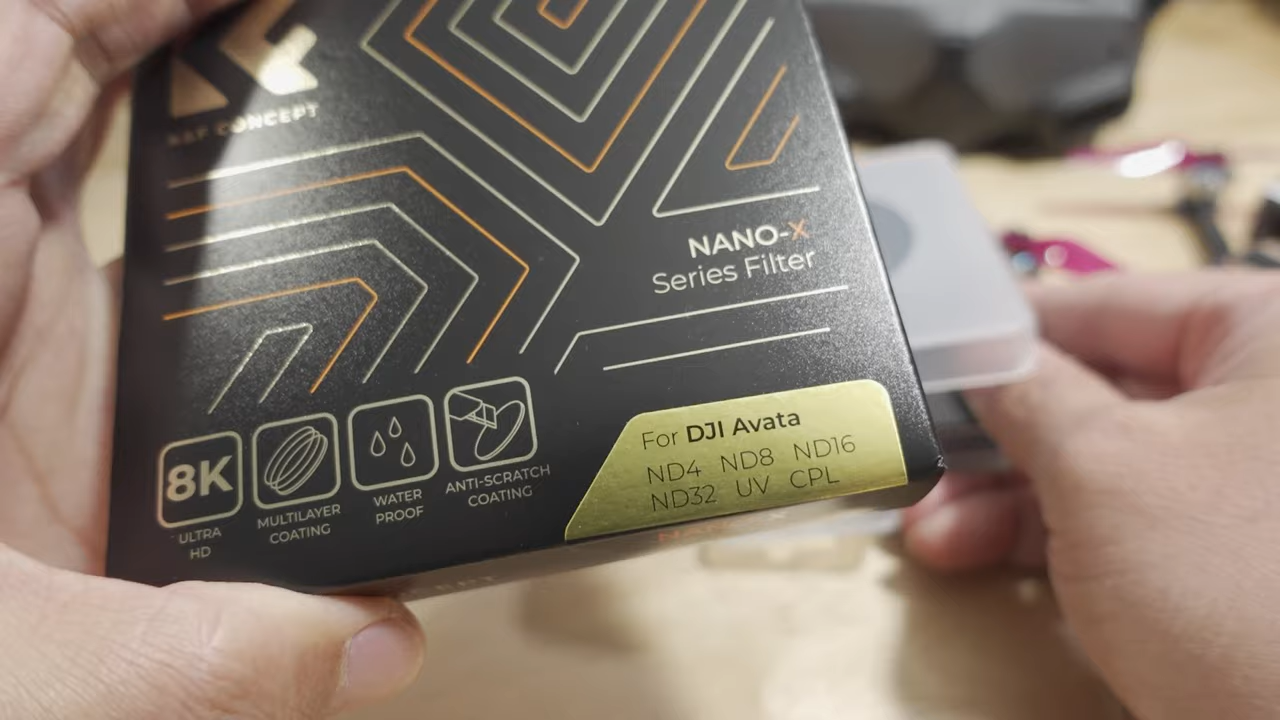 K&F CONCEPT
NANO-X
Series Filter
8K
ULTRA
HD
MULTILAYER
COATING
WATER
PROOF
ANTI-SCRATCH
COATING
For DJI Avata
ND4 ND8 ND16
ND32 UV CPL